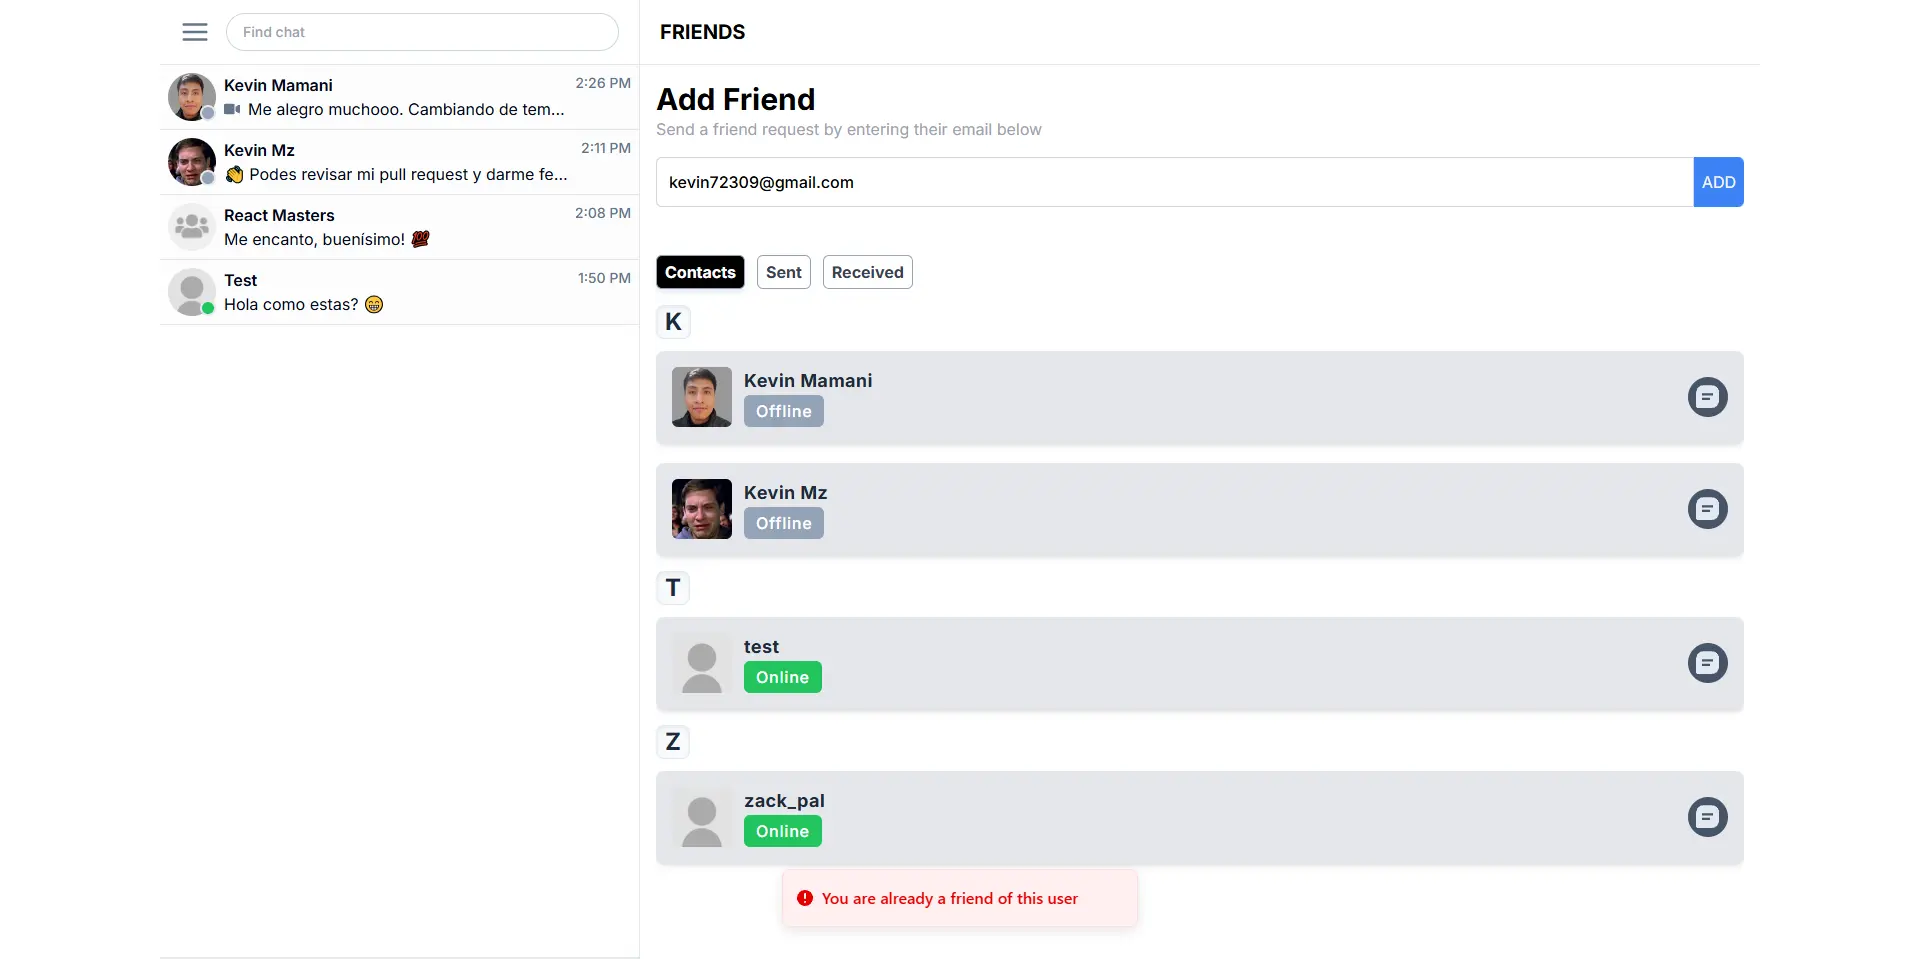 Find chat
Kevin Mamani
2:26 PM
Me alegro muchooo. Cambiando de tem...
Kevin Mz
2:11 PM
👏 Podes revisar mi pull request y darme fe...
React Masters
2:08 PM
Me encanto, buenísimo! 💯
Test
1:50 PM
Hola como estas? 😁
FRIENDS
Add Friend
Send a friend request by entering their email below
kevin72309@gmail.com
ADD
Contacts
Sent
Received
K
Kevin Mamani
Offline
Kevin Mz
Offline
T
test
Online
Z
zack_pal
Online
You are already a friend of this user